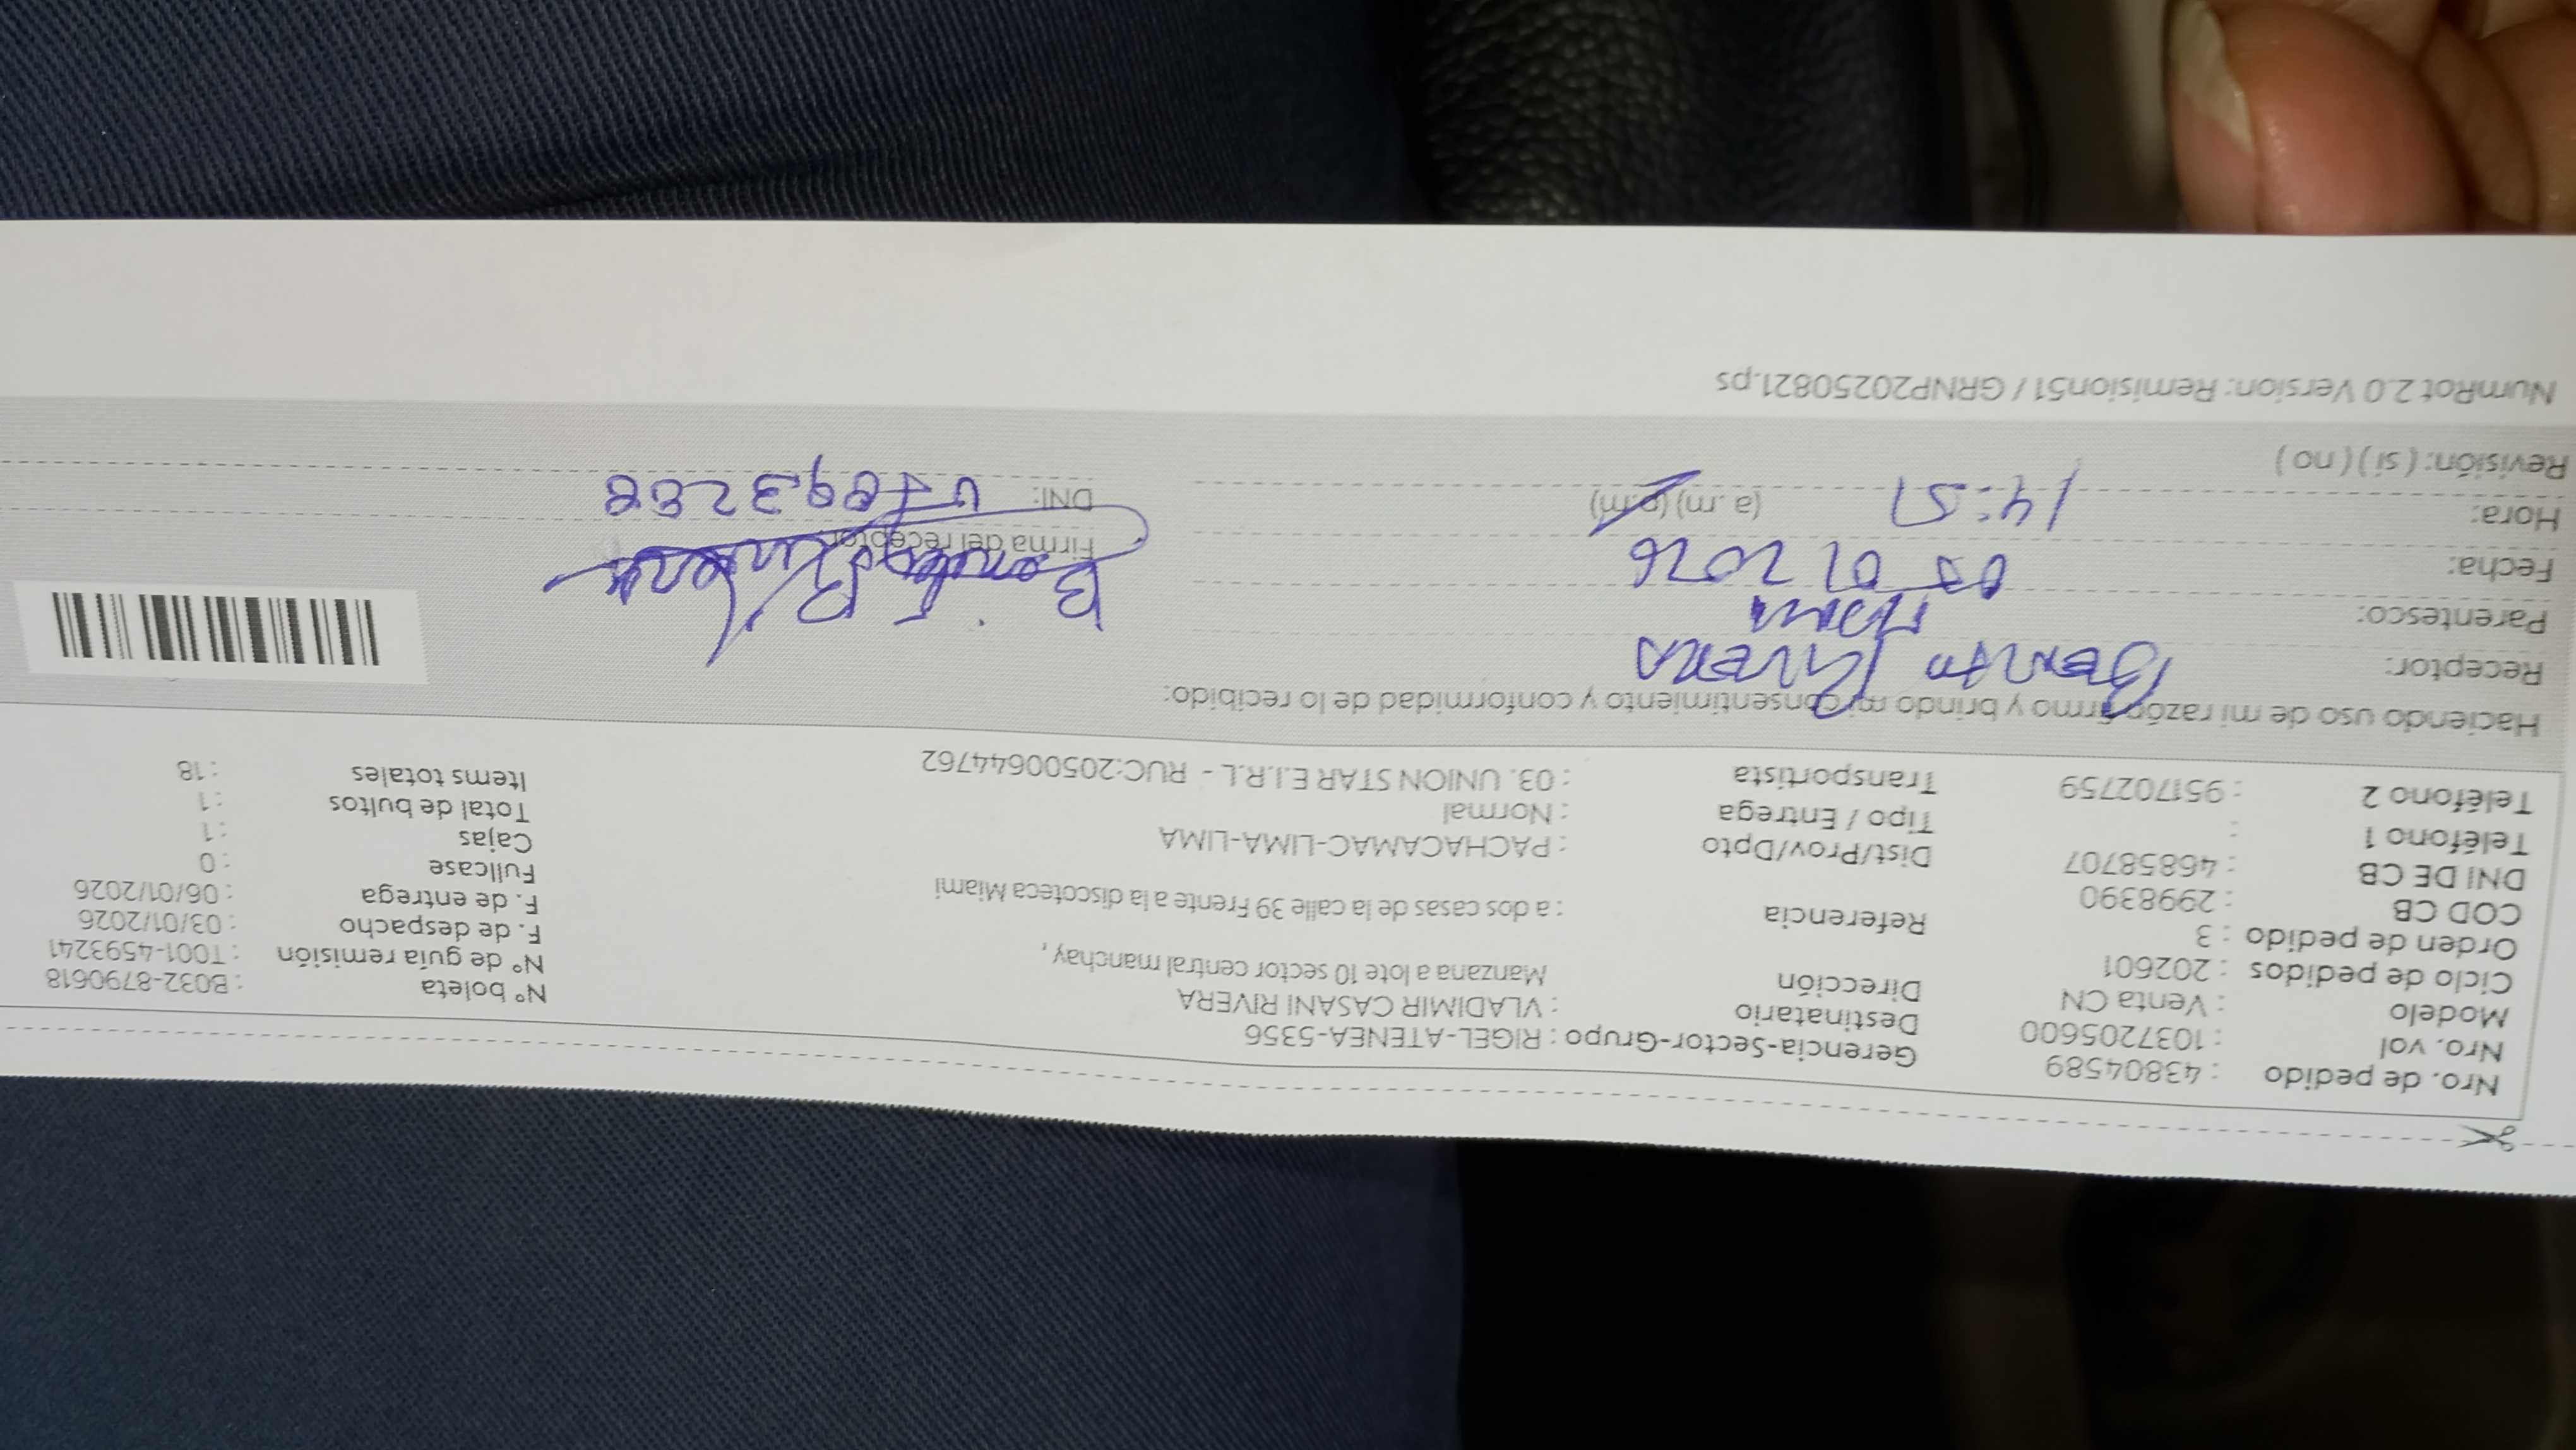 Nro. de pedido : 43804589
Nro. vol : 1037205600
Modelo : Venta CN
Ciclo de pedidos : 202601
Orden de pedido : 3
COD CB : 2998390
DNI DE CB : 46858707
Teléfono 1 :
Teléfono 2 : 951702759
Gerencia-Sector-Grupo : RIGEL-ATENEA-5356
Destinatario : VLADIMIR CASANI RIVERA
Dirección Manzana a lote 10 sector central manchay ,
Referencia : a dos casas de la calle 39 Frente a la discoteca Miami
Dist/Prov/Dpto : PACHACAMAC-LIMA-LIMA
Tipo / Entrega : Normal
Transportista : 03. UNION STAR E.I.R.L - RUC:20500644762
N° boleta : B032-8790618
N° de guía remisión : T001-4593241
F. de despacho : 03/01/2026
F. de entrega : 06/01/2026
Fullcase : 0
Cajas : 1
Total de bultos : 1
Items totales : 18
Haciendo uso de mi razón firmo y brindo mi consentimiento y conformidad de lo recibido:
Receptor: Rivera
Parentesco:
Fecha: 05 01 2026
Hora: 14:51 (a.m) (p.m)
Revisión: ( si ) ( no )
Firma del receptor
DNI:
NumRot 2.0 Version: Remision51 / GRNP20250821.ps